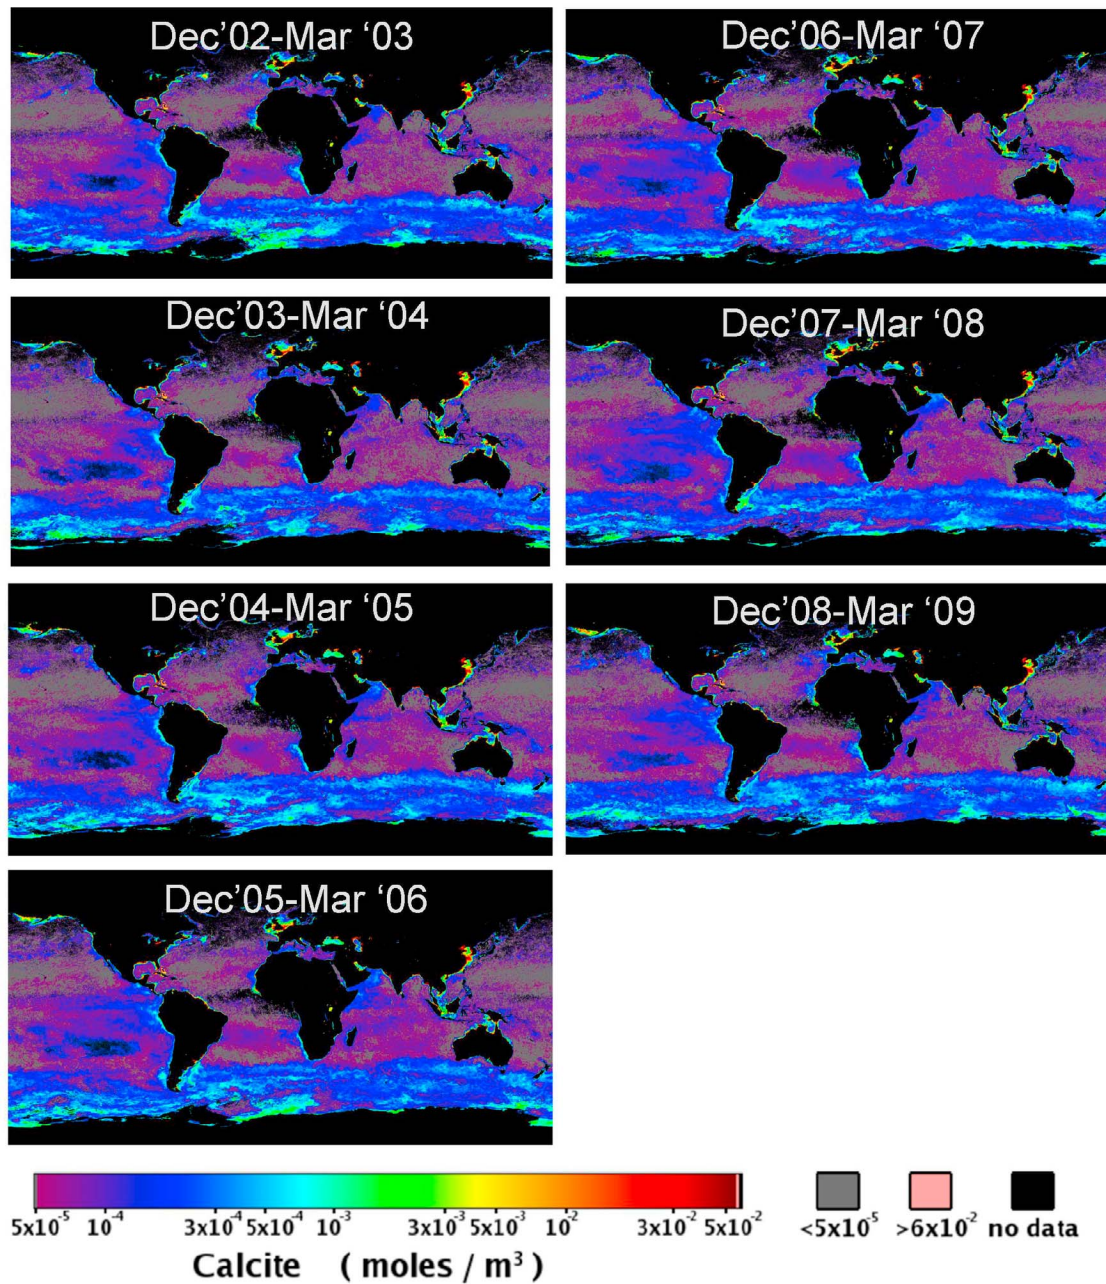 Dec'02-Mar ‘03
Dec'06-Mar ‘07
Dec'03-Mar ‘04
Dec'07-Mar ‘08
Dec'04-Mar ‘05
Dec'08-Mar ‘09
Dec'05-Mar ‘06
5x10⁻⁵ 10⁻⁴ 3x10⁻⁴ 5x10⁻⁴ 10⁻³ 3x10⁻³ 5x10⁻³ 10⁻² 3x10⁻² 5x10⁻² <5x10⁻⁵ >6x10⁻² no data
Calcite ( moles / m³ )